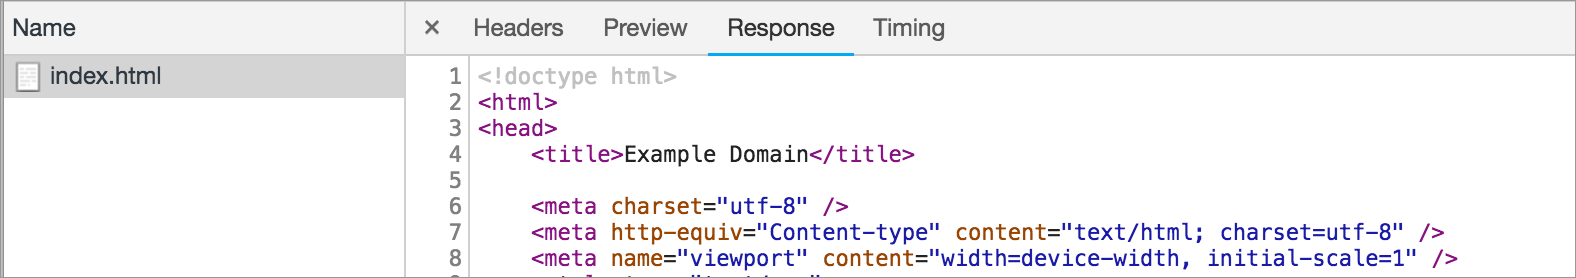 Name
× Headers Preview Response Timing
index.html
1 <!doctype html>
2 <html>
3 <head>
4 <title>Example Domain</title>
5
6 <meta charset="utf-8" />
7 <meta http-equiv="Content-type" content="text/html; charset=utf-8" />
8 <meta name="viewport" content="width=device-width, initial-scale=1" />